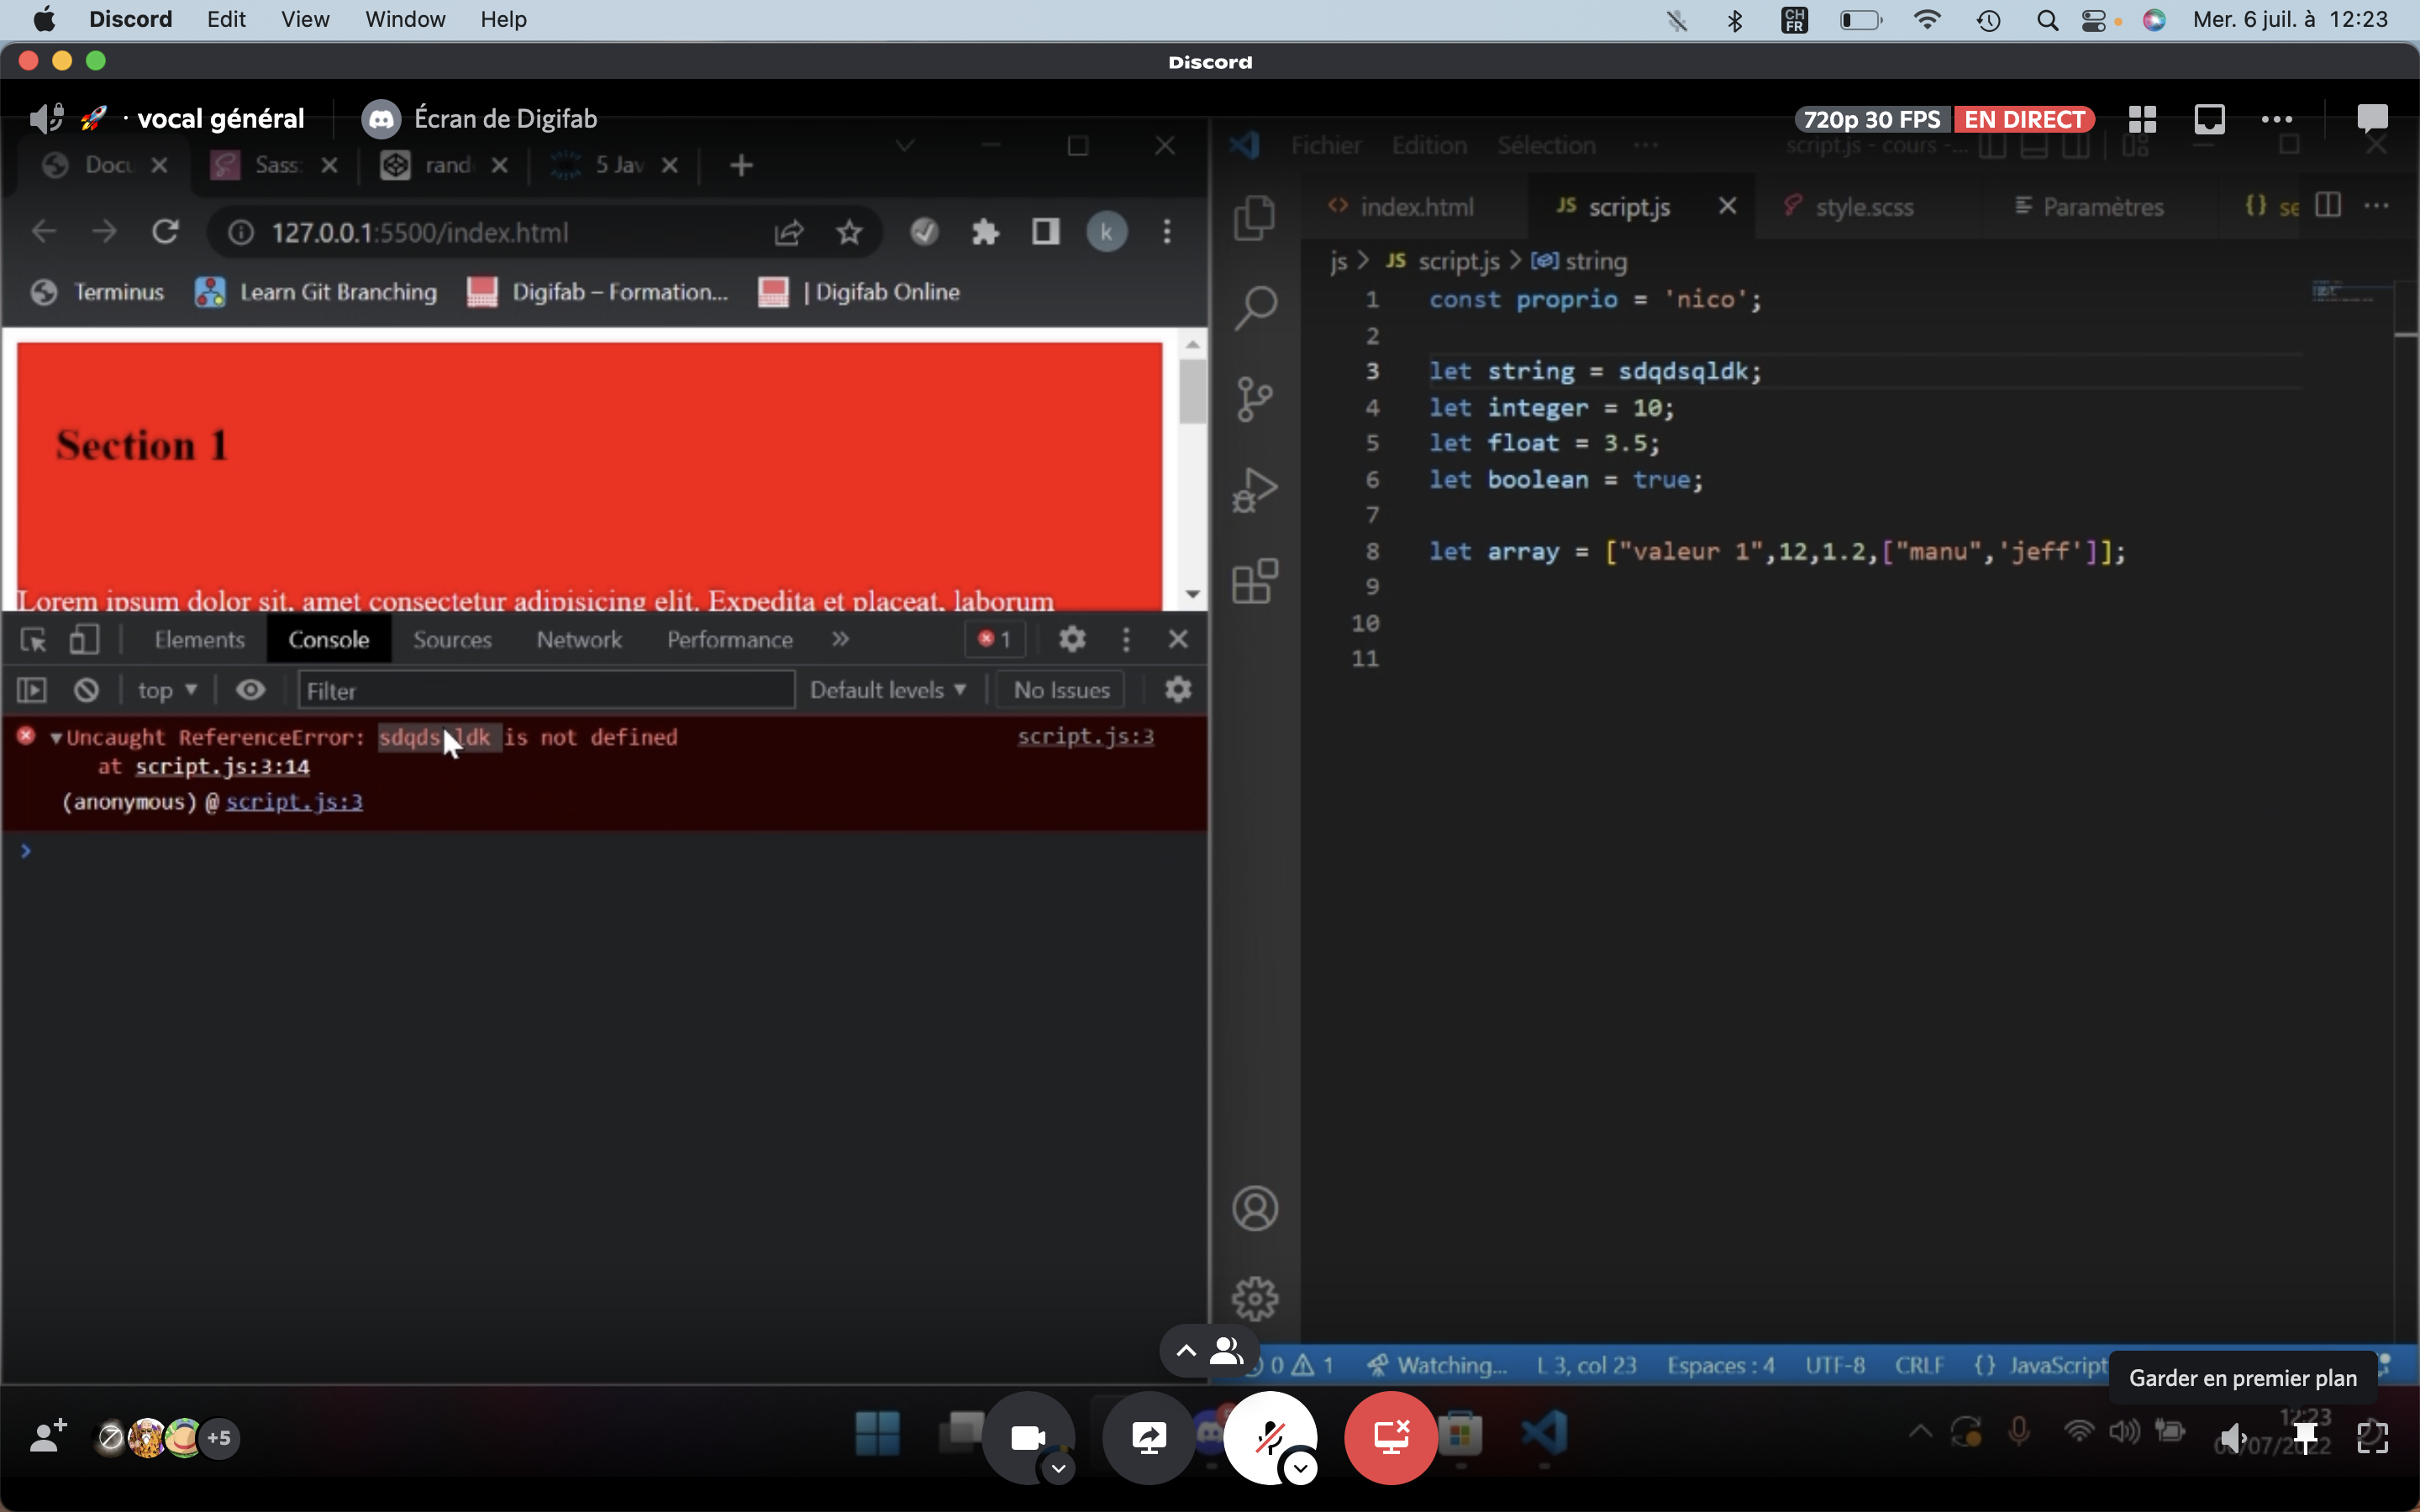 Discord Edit View Window Help CH FR Mer. 6 juil. à 12:23
Discord
· vocal général Écran de Digifab 720p 30 FPS EN DIRECT
Docu Sass: rand 5 Jav
127.0.0.1:5500/index.html
Terminus Learn Git Branching Digifab – Formation... | Digifab Online
Section 1
Lorem ipsum dolor sit, amet consectetur adipisicing elit. Expedita et placeat, laborum
Elements Console Sources Network Performance » 1
top Filter Default levels No Issues
Uncaught ReferenceError: is not defined script.js:3
at script.js:3:14
(anonymous) @ script.js:3
Fichier Edition Sélection ··· script.js - cours -...
index.html JS script.js style.scss Paramètres {} se
js > JS script.js > string
1 const proprio = 'nico';
2
3 let string = sdqdsqldk;
4 let integer = 10;
5 let float = 3.5;
6 let boolean = true;
7
8 let array = ["valeur 1",12,1.2,["manu",'jeff']];
9
10
11
0 1 Watching... L 3, col 23 Espaces : 4 UTF-8 CRLF {} JavaScript
Garder en premier plan
+5
12:23